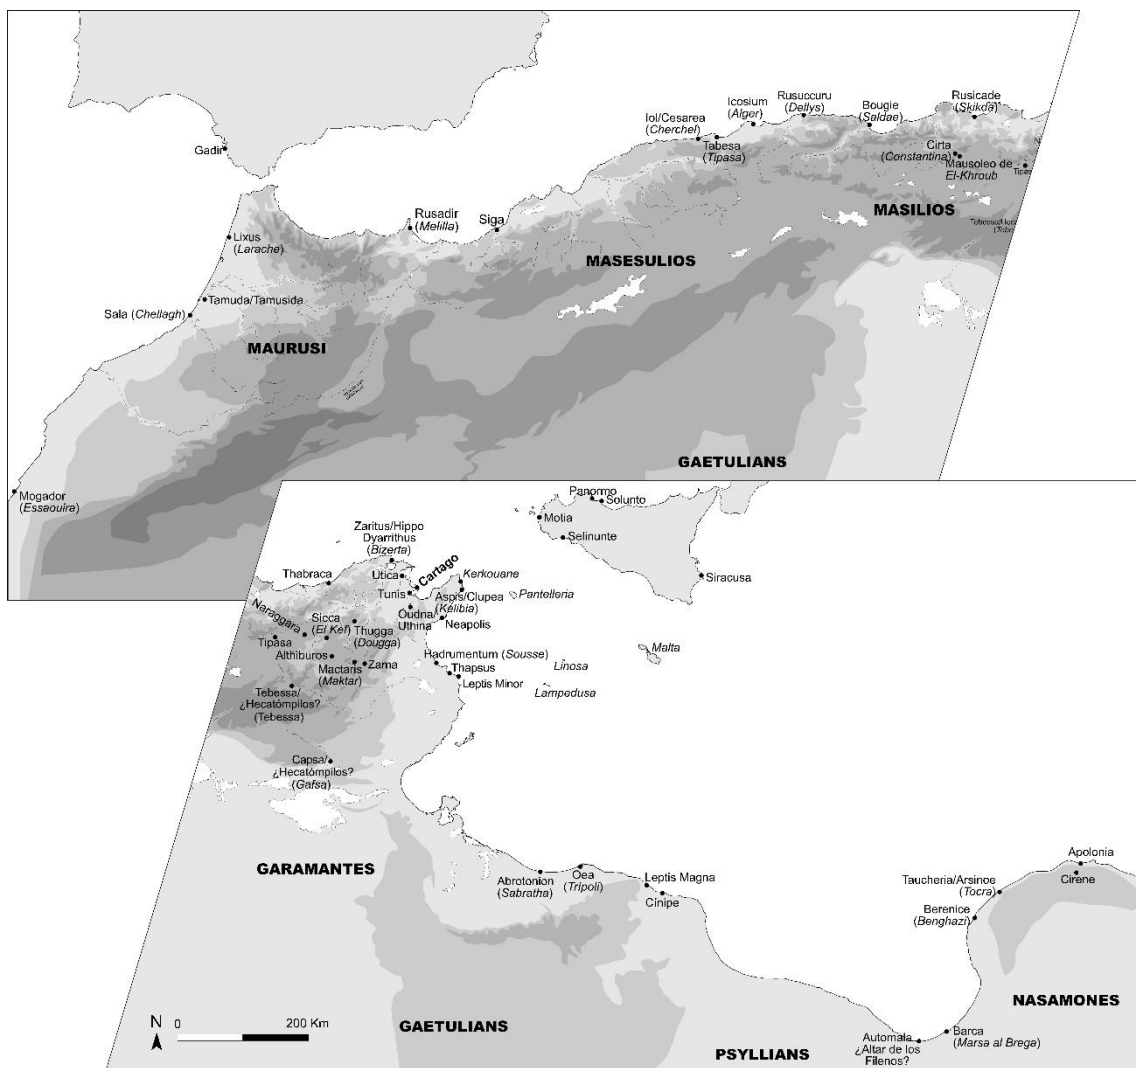 Rusuccuru
(Dellys)
Rusicade
(Skikda)
Icosium
(Alger)
Bougie
(Saldae)
Iol/Cesarea
(Cherchel)
Tabesa
(Tipasa)
Cirta
(Constantina)
Mausoleo de
El-Khroub
Gadir
MASILIOS
Rusadir
(Melilla)
Siga
Lixus
(Larache)
MASESULIOS
Tamuda/Tamusida
Sala (Chellagh)
MAURUSI
GAETULIANS
Mogador
(Essaouira)
Panormo
Solunto
Motia
Selinunte
Siracusa
Zaritus/Hippo
Dyarrithus
(Bizerta)
Thabraca
Utica
Cartago
Kerkouane
Tunis
Aspis/Clupea
(Kelibia)
Pantelleria
Oudna/
Uthina
Neapolis
Naraggara
Sicca
(El Kef)
Thugga
(Dougga)
Tipasa
Althiburos
Mactaris
(Maktar)
Zama
Hadrumentum (Sousse)
Thapsus
Leptis Minor
Linosa
Malta
Lampedusa
Tebessa/
¿Hecatómpilos?
(Tebessa)
Capsa/
¿Hecatómpilos?
(Gafsa)
GARAMANTES
Abrotonion
(Sabratha)
Oea
(Tripoli)
Leptis Magna
Cínipe
Apolonia
Cirene
Taucheria/Arsinoe
(Tocra)
Berenice
(Benghazi)
NASAMONES
N
0 200 Km
GAETULIANS
PSYLLIANS
Automala
¿Altar de los
Filenos?
Barca
(Marsa al Brega)